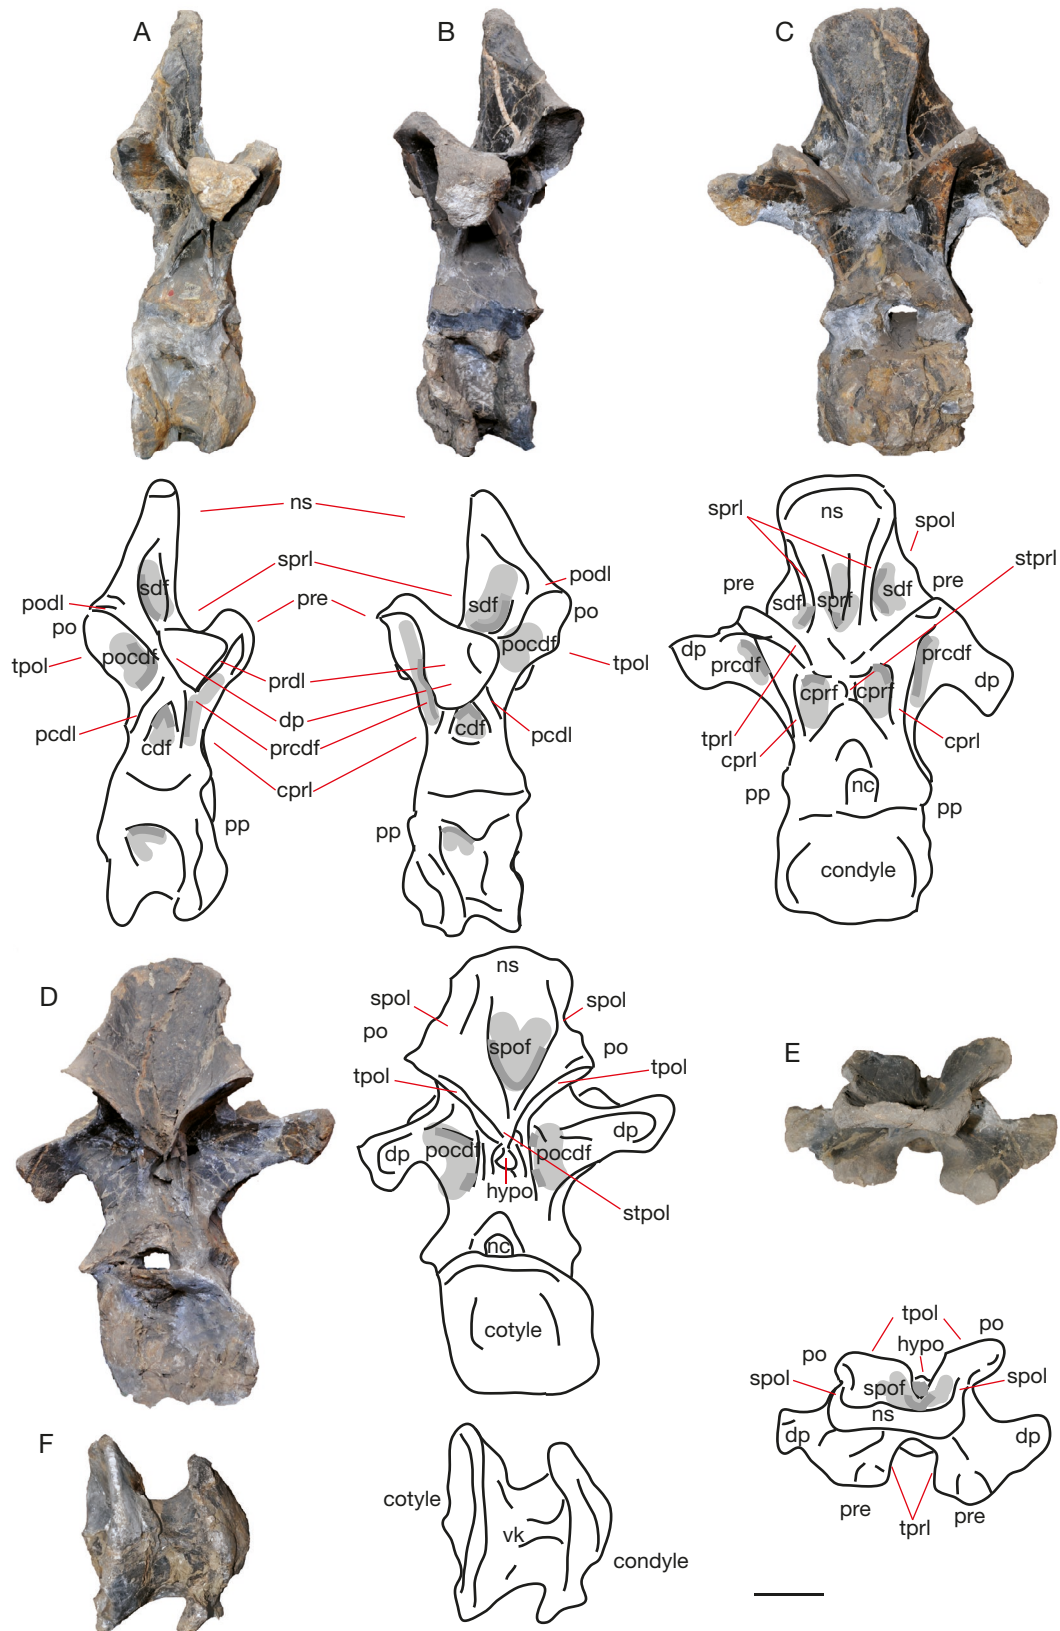 A
B
C
ns
sprl
pre
podl
po
tpol
sdf
pocdf
pcdl
cdf
prdl
dp
prcdf
cprl
pp
sdf
podl
po
pocdf
tpol
cdf
pcdl
pp
sprl
ns
spol
stprl
pre
sdf
sprf
sdf
pre
dp
prcdf
prcdf
dp
cprf
cprf
tprl
cprl
cprl
pp
nc
pp
condyle
D
ns
spol
spol
po
spof
po
tpol
tpol
dp
pocdf
pocdf
dp
hypo
stpol
nc
cotyle
E
tpol
po
hypo
po
spol
spof
spol
ns
dp
dp
pre
tprl
pre
F
cotyle
vk
condyle